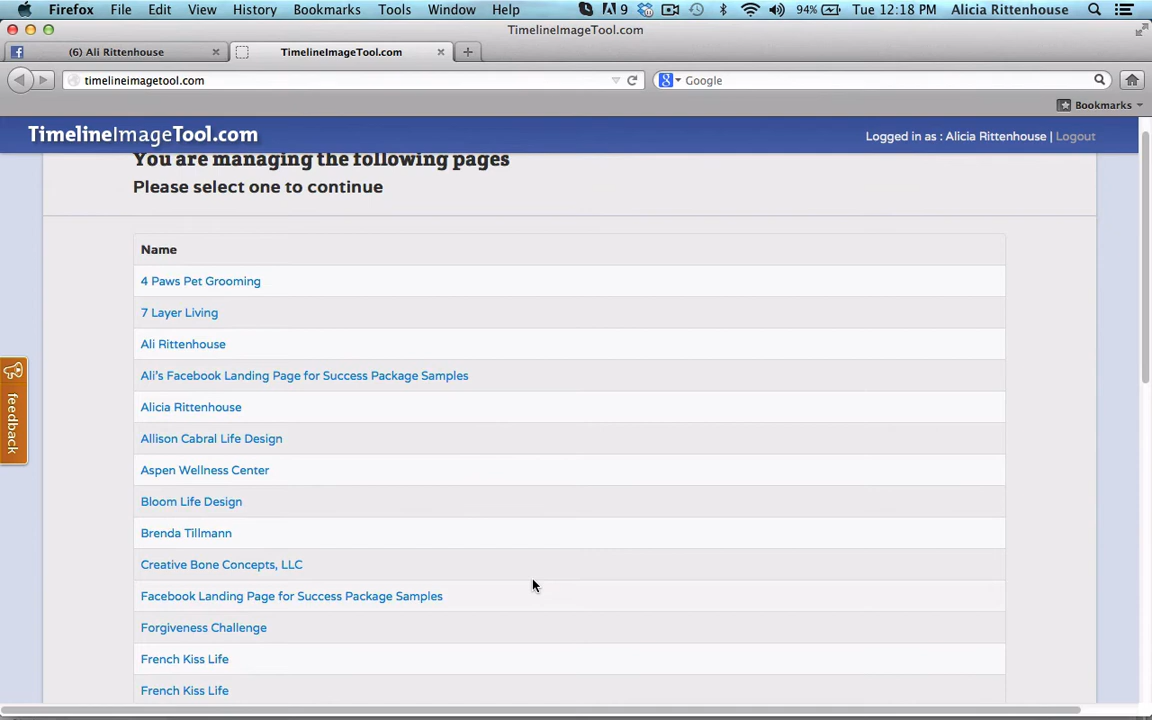 Firefox File Edit View History Bookmarks Tools Window Help 9 94% Tue 12:18 PM Alicia Rittenhouse
TimelineImageTool.com
(6) Ali Rittenhouse
TimelineImageTool.com
timelineimagetool.com
Google
Bookmarks
TimelineImageTool.com
Logged in as : Alicia Rittenhouse | Logout
You are managing the following pages
Please select one to continue
Name
4 Paws Pet Grooming
7 Layer Living
Ali Rittenhouse
Ali's Facebook Landing Page for Success Package Samples
Alicia Rittenhouse
Allison Cabral Life Design
Aspen Wellness Center
Bloom Life Design
Brenda Tillmann
Creative Bone Concepts, LLC
Facebook Landing Page for Success Package Samples
Forgiveness Challenge
French Kiss Life
French Kiss Life
feedback